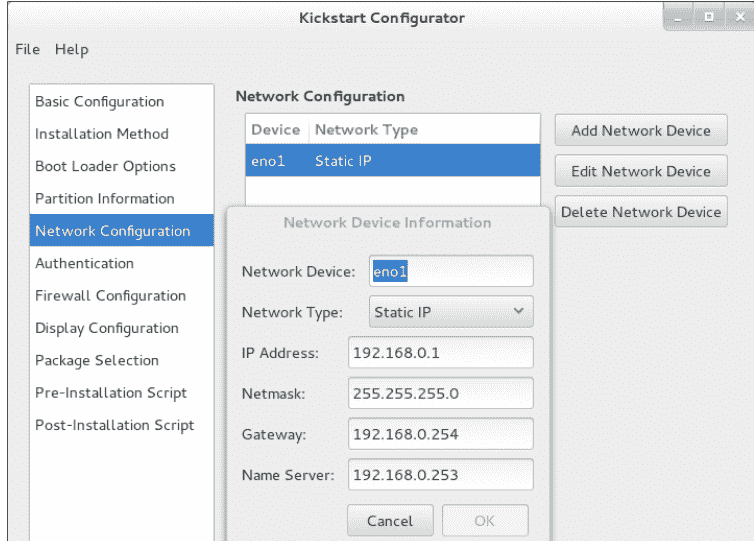 Kickstart Configurator
File Help
Basic Configuration
Installation Method
Boot Loader Options
Partition Information
Network Configuration
Authentication
Firewall Configuration
Display Configuration
Package Selection
Pre-Installation Script
Post-Installation Script
Network Configuration
Device Network Type
eno1 Static IP
Add Network Device
Edit Network Device
Delete Network Device
Network Device Information
Network Device: eno1
Network Type: Static IP
IP Address: 192.168.0.1
Netmask: 255.255.255.0
Gateway: 192.168.0.254
Name Server: 192.168.0.253
Cancel OK